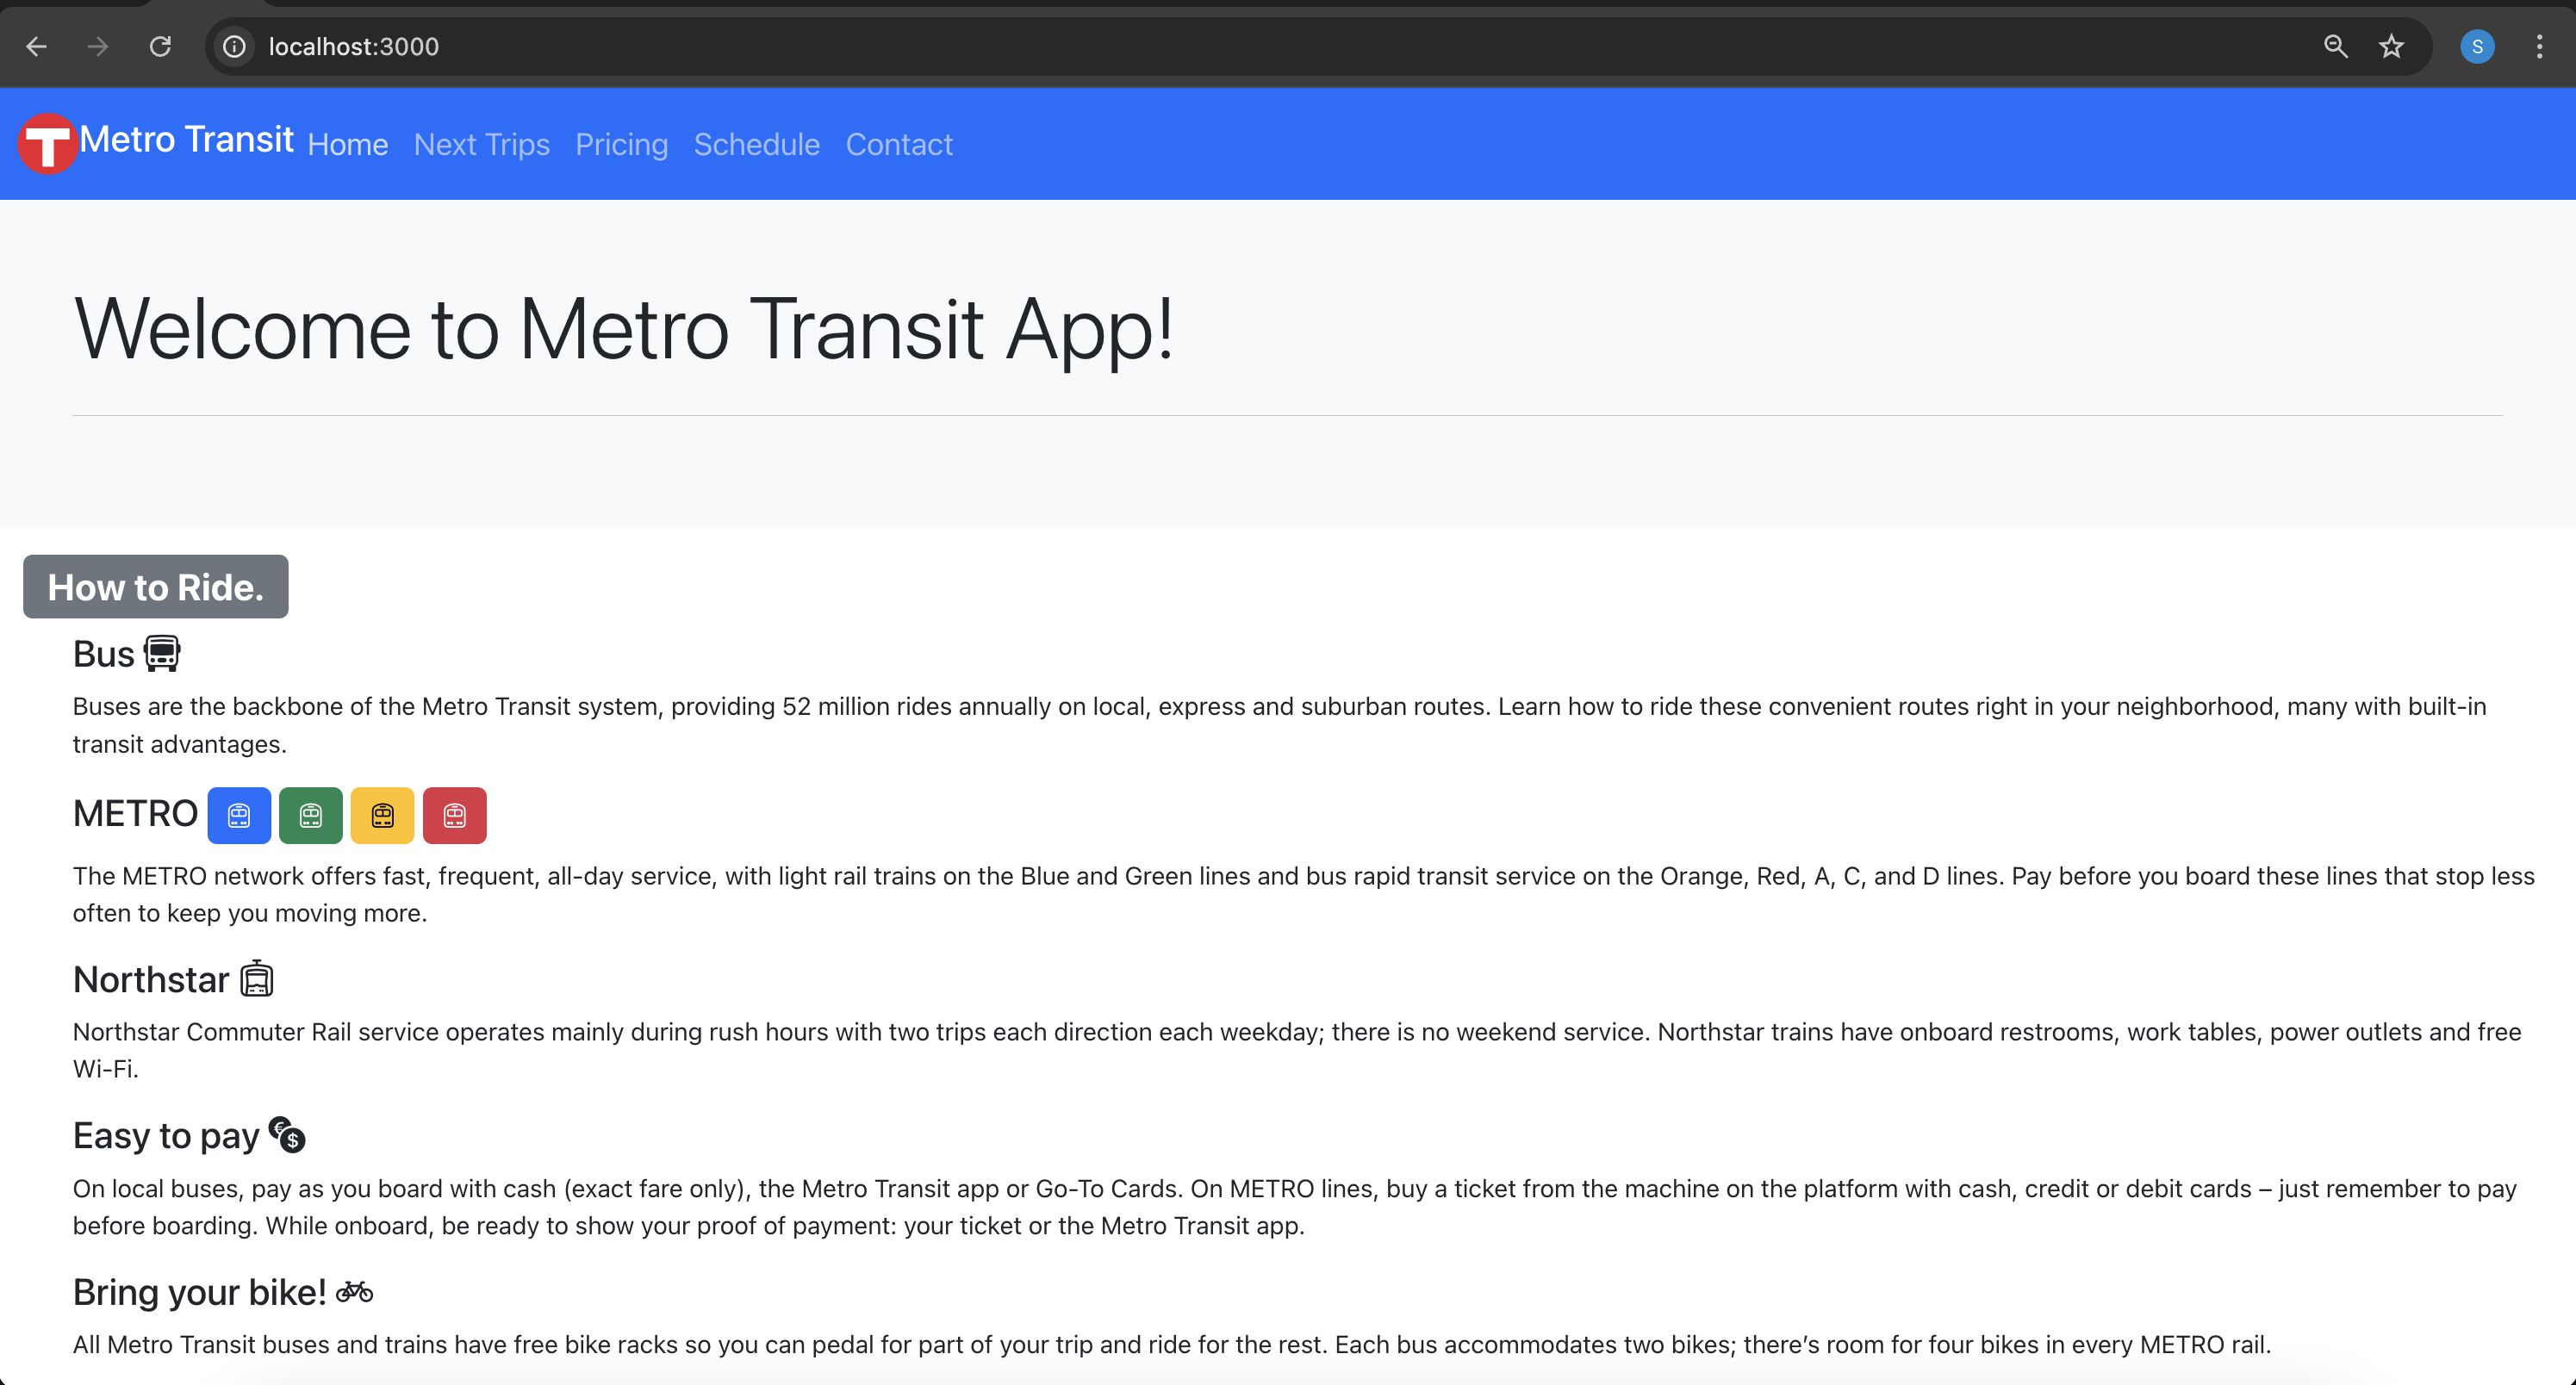 localhost:3000
S
T Metro Transit Home Next Trips Pricing Schedule Contact
Welcome to Metro Transit App!
How to Ride.
Bus
Buses are the backbone of the Metro Transit system, providing 52 million rides annually on local, express and suburban routes. Learn how to ride these convenient routes right in your neighborhood, many with built-in
transit advantages.
METRO
The METRO network offers fast, frequent, all-day service, with light rail trains on the Blue and Green lines and bus rapid transit service on the Orange, Red, A, C, and D lines. Pay before you board these lines that stop less
often to keep you moving more.
Northstar
Northstar Commuter Rail service operates mainly during rush hours with two trips each direction each weekday; there is no weekend service. Northstar trains have onboard restrooms, work tables, power outlets and free
Wi-Fi.
Easy to pay € $
On local buses, pay as you board with cash (exact fare only), the Metro Transit app or Go-To Cards. On METRO lines, buy a ticket from the machine on the platform with cash, credit or debit cards – just remember to pay
before boarding. While onboard, be ready to show your proof of payment: your ticket or the Metro Transit app.
Bring your bike!
All Metro Transit buses and trains have free bike racks so you can pedal for part of your trip and ride for the rest. Each bus accommodates two bikes; there’s room for four bikes in every METRO rail.